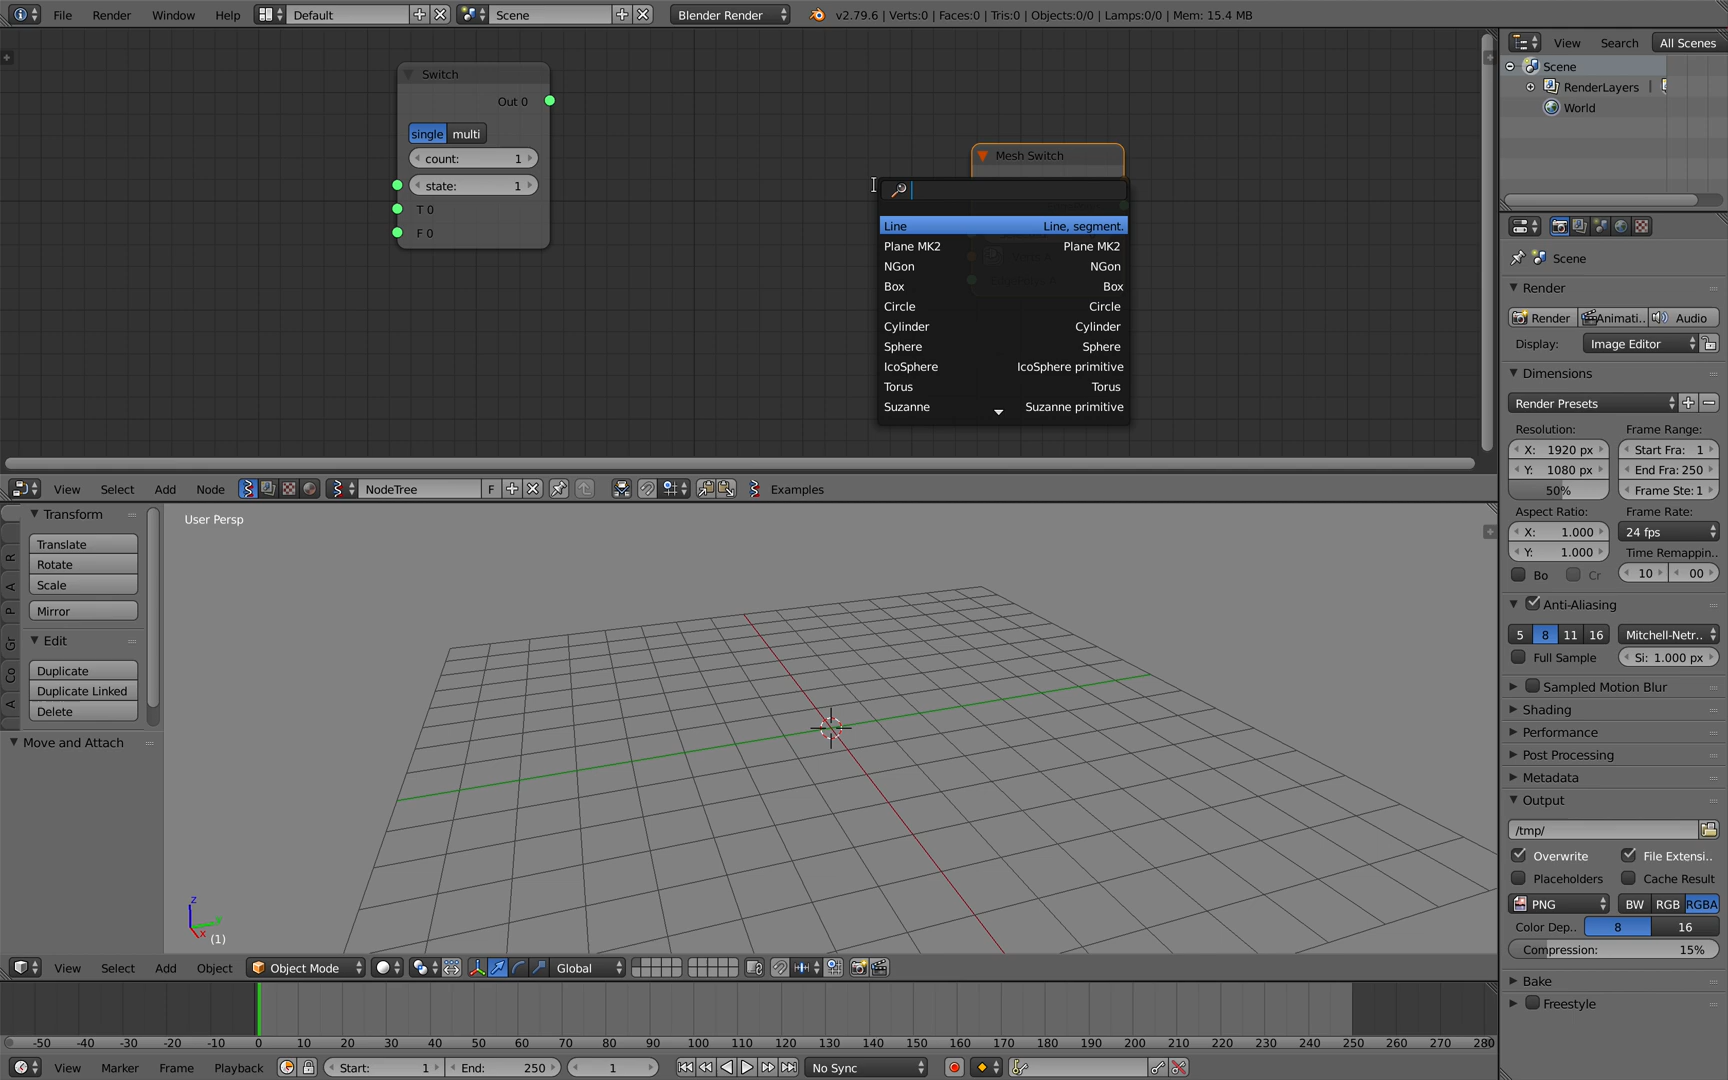 File Render Window Help Default Scene Blender Render v2.79.6 | Verts:0 | Faces:0 | Tris:0 | Objects:0/0 | Lamps:0/0 | Mem: 15.4 MB
Switch
Out 0
single multi
count: 1
state: 1
T 0
F 0
Mesh Switch
Line Line, segment.
Plane MK2 Plane MK2
NGon NGon
Box Box
Circle Circle
Cylinder Cylinder
Sphere Sphere
IcoSphere IcoSphere primitive
Torus Torus
Suzanne Suzanne primitive
View Select Add Node NodeTree F Examples
Transform
Translate
Rotate
Scale
Mirror
Edit
Duplicate
Duplicate Linked
Delete
Move and Attach
R
A
P
Gr
Co
A
User Persp
z
x
(1)
View Select Add Object Object Mode Global
-50 -40 -30 -20 -10 0 10 20 30 40 50 60 70 80 90 100 110 120 130 140 150 160 170 180 190 200 210 220 230 240 250 260 270 280
View Marker Frame Playback Start: 1 End: 250 1 No Sync
View Search All Scenes
Scene
RenderLayers
World
Scene
Render
Render Animati.. Audio
Display: Image Editor
Dimensions
Render Presets
Resolution: Frame Range:
X: 1920 px Start Fra: 1
Y: 1080 px End Fra: 250
50% Frame Ste: 1
Aspect Ratio: Frame Rate:
X: 1.000 24 fps
Y: 1.000 Time Remappin..
Bo Cr 10 00
Anti-Aliasing
5 8 11 16 Mitchell-Netr..
Full Sample Si: 1.000 px
Sampled Motion Blur
Shading
Performance
Post Processing
Metadata
Output
/tmp/
Overwrite File Extensi..
Placeholders Cache Result
PNG BW RGB RGBA
Color Dep.. 8 16
Compression: 15%
Bake
Freestyle